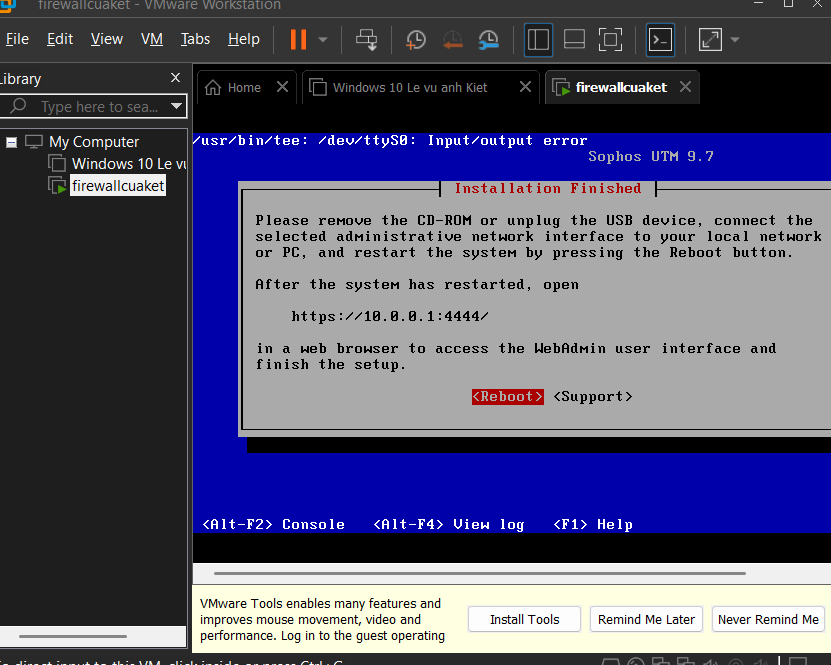 firewallcuaket - VMware Workstation
File Edit View VM Tabs Help
Library
Type here to sea...
My Computer
Windows 10 Le vu
firewallcuaket
Home
Windows 10 Le vu anh Kiet
firewallcuaket
/usr/bin/tee: /dev/ttyS0: Input/output error
Sophos UTM 9.7
Installation Finished
Please remove the CD-ROM or unplug the USB device, connect the
selected administrative network interface to your local network
or PC, and restart the system by pressing the Reboot button.
After the system has restarted, open
https://10.0.0.1:4444/
in a web browser to access the WebAdmin user interface and
finish the setup.
<Reboot> <Support>
<Alt-F2> Console <Alt-F4> View log <F1> Help
VMware Tools enables many features and
improves mouse movement, video and
performance. Log in to the guest operating
Install Tools
Remind Me Later
Never Remind Me
direct input to this VM, click inside or press Ctrl+G